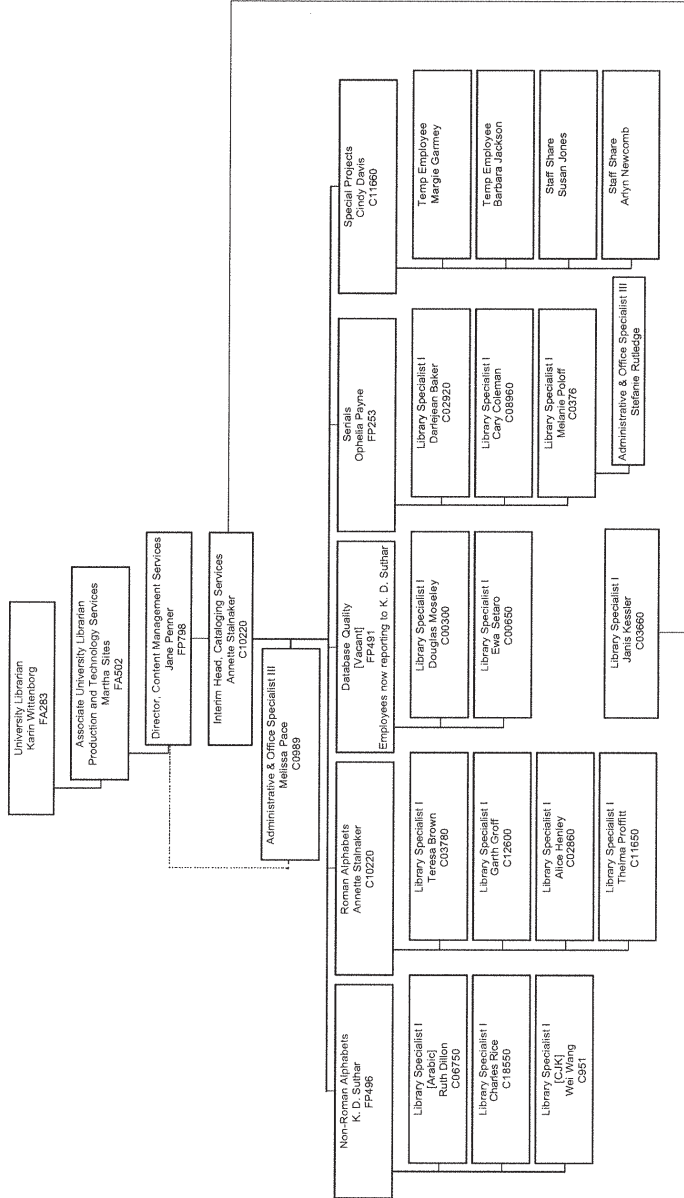 University Librarian
Karin Wittenborg
FA283
Associate University Librarian
Production and Technology Services
Martha Sites
FA502
Director, Content Management Services
Jane Penner
FP798
Interim Head, Cataloging Services
Annette Stalnaker
C10220
Administrative & Office Specialist III
Melissa Pace
C0989
Non-Roman Alphabets
K. D. Suthar
FP496
Library Specialist I
[Arabic]
Ruth Dillon
C06750
Library Specialist I
Charles Rice
C18550
Library Specialist I
[CJK]
Wei Wang
C951
Roman Alphabets
Annette Stalnaker
C10220
Library Specialist I
Teresa Brown
C03780
Library Specialist I
Garth Groff
C12600
Library Specialist I
Alice Henley
C02860
Library Specialist I
Thelma Proffitt
C11650
Database Quality
[Vacant]
FP491
Employees now reporting to K. D. Suthar
Library Specialist I
Douglas Moseley
C00300
Library Specialist I
Ewa Setaro
C00650
Library Specialist I
Janis Kessler
C03660
Serials
Ophelia Payne
FP253
Library Specialist I
Darlejean Baker
C02920
Library Specialist I
Cary Coleman
C08960
Library Specialist I
Melanie Poloff
C0376
Administrative & Office Specialist III
Stefanie Rutledge
Special Projects
Cindy Davis
C11660
Temp Employee
Margie Garmey
Temp Employee
Barbara Jackson
Staff Share
Susan Jones
Staff Share
Arlyn Newcomb